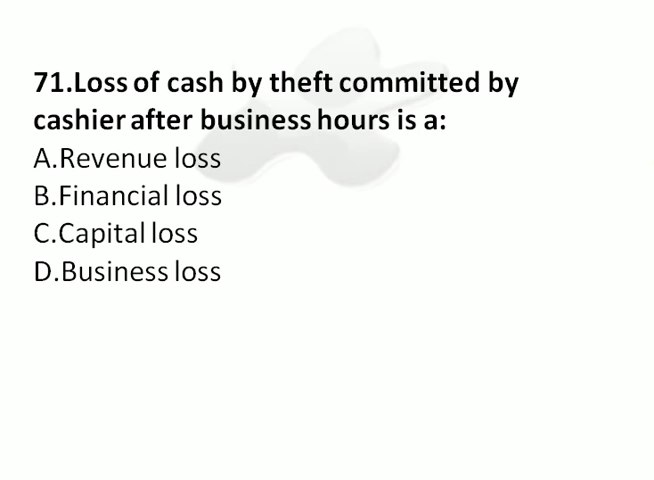 71.Loss of cash by theft committed by
cashier after business hours is a:
A.Revenue loss
B.Financial loss
C.Capital loss
D.Business loss